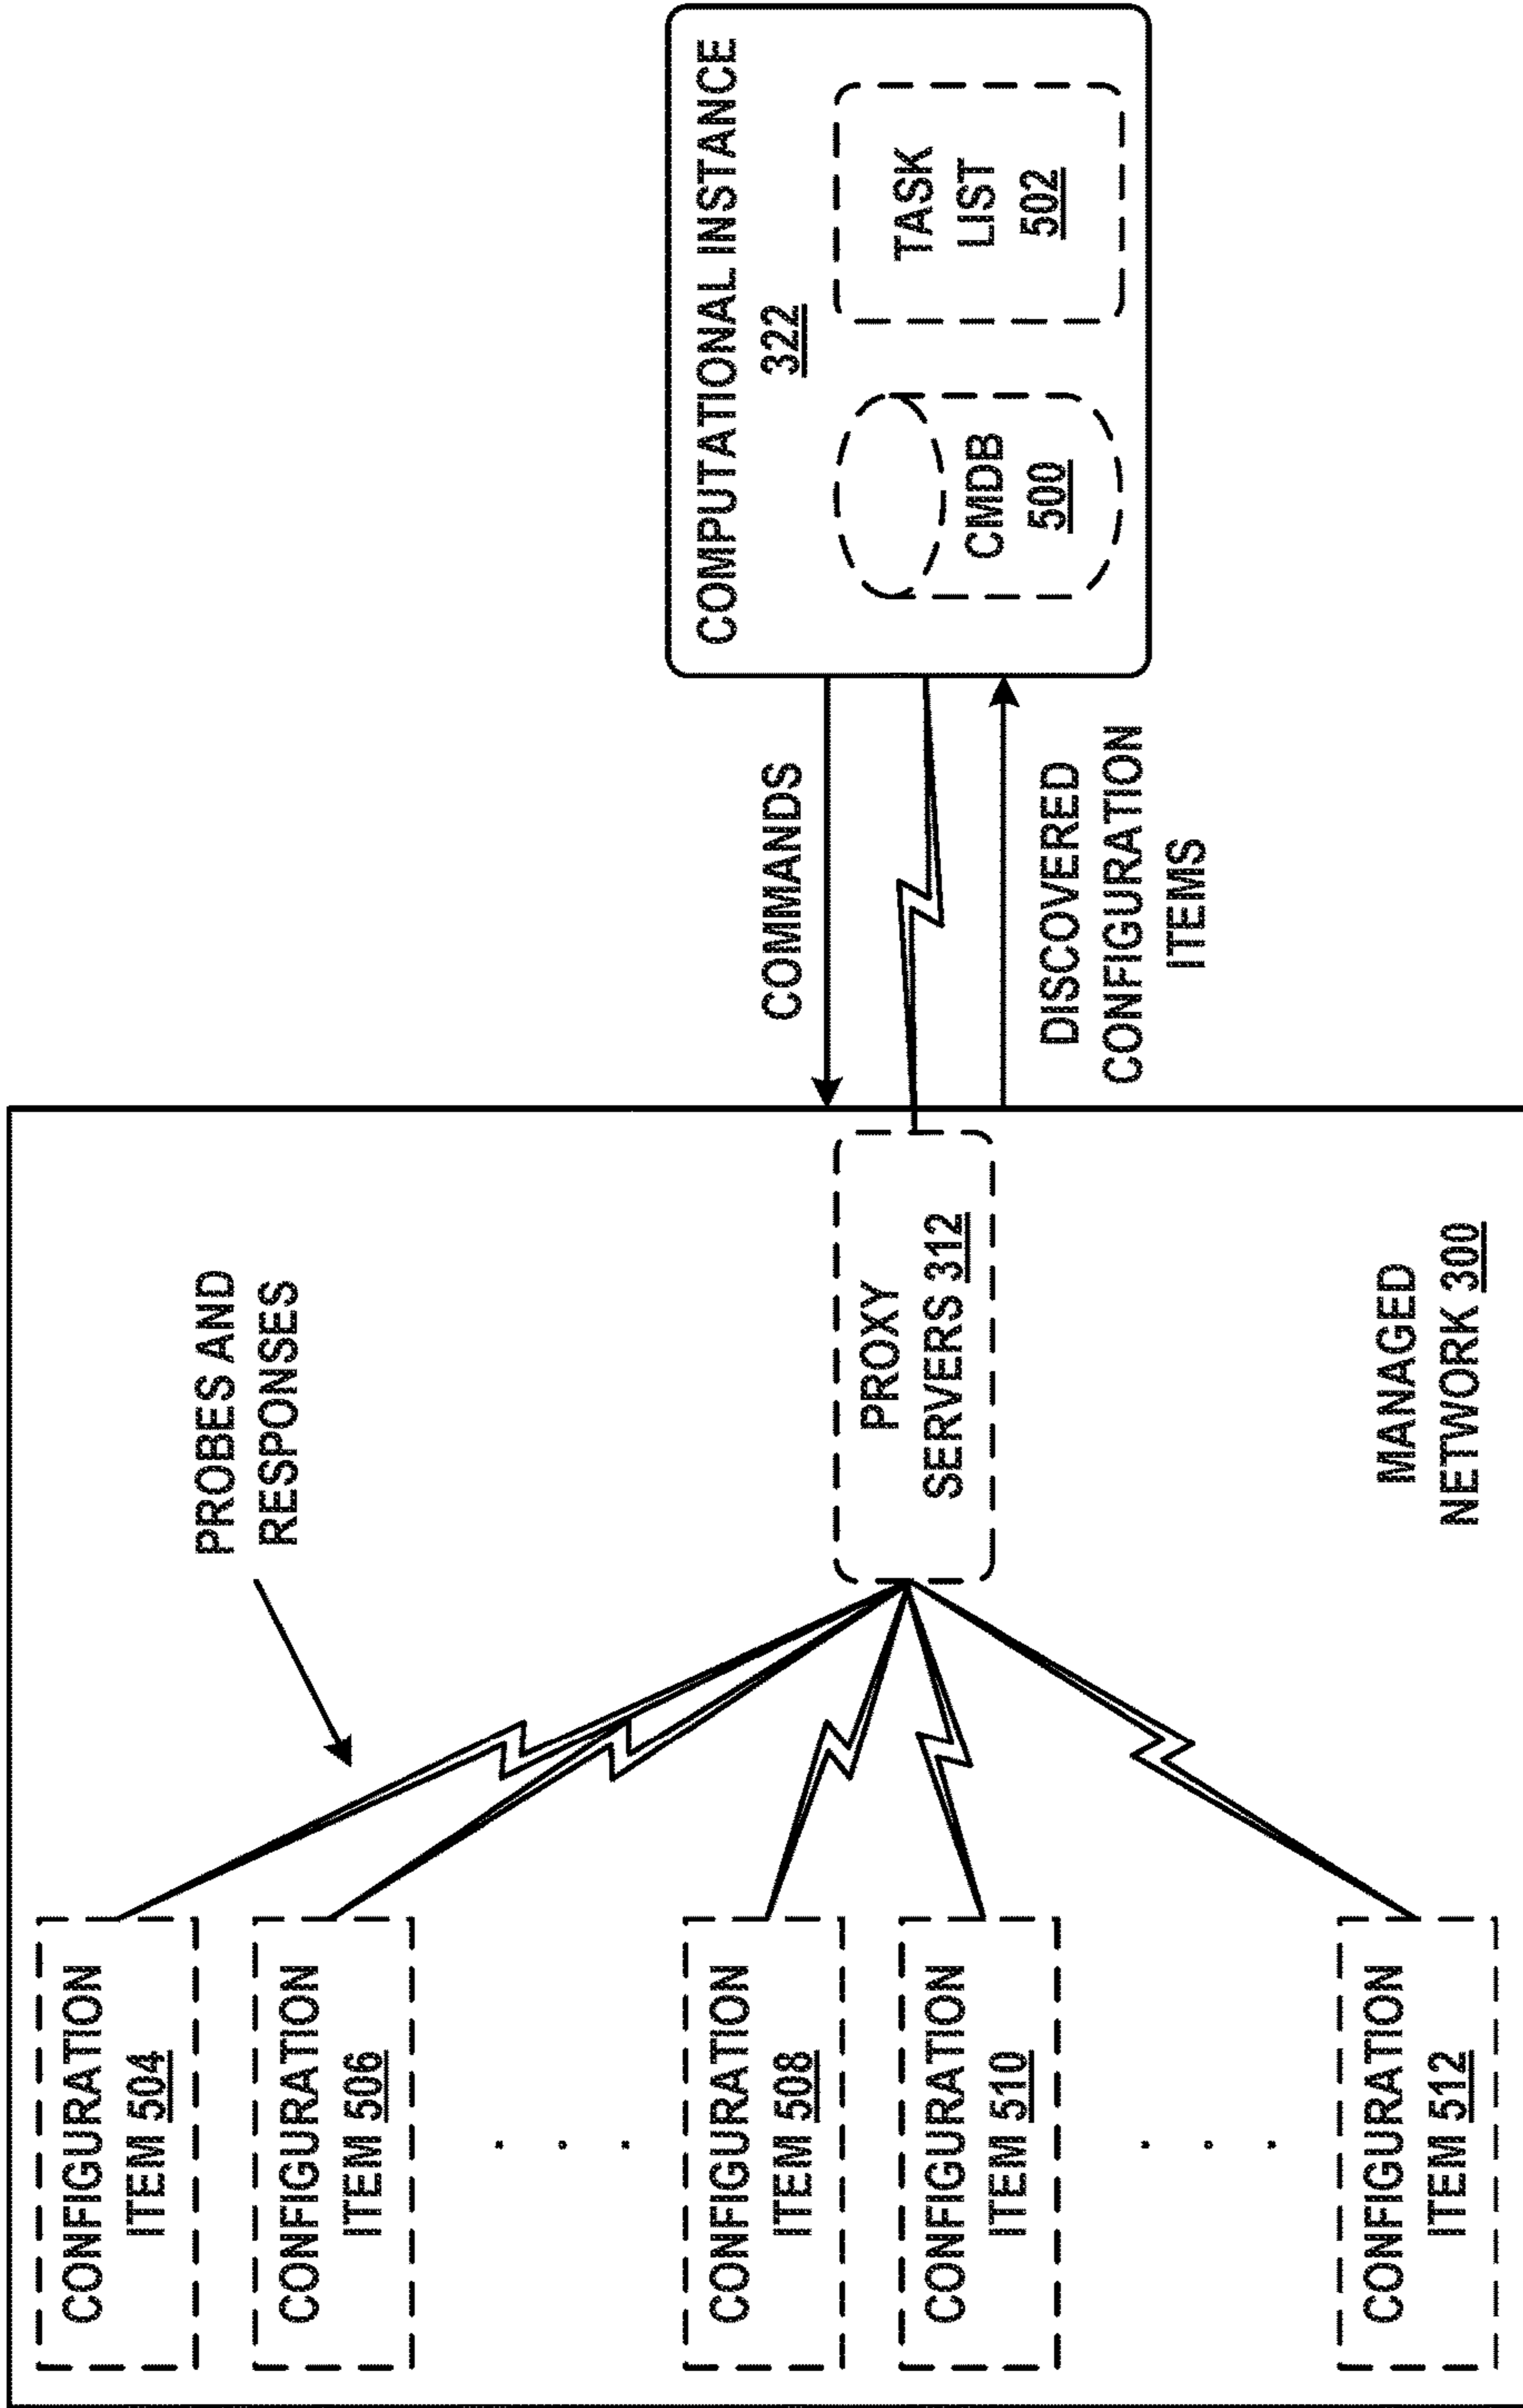 CONFIGURATION
ITEM 504
CONFIGURATION
ITEM 506
CONFIGURATION
ITEM 508
CONFIGURATION
ITEM 510
CONFIGURATION
ITEM 512
PROBES AND
RESPONSES
PROXY
SERVERS 312
MANAGED
NETWORK 300
COMMANDS
DISCOVERED
CONFIGURATION
ITEMS
COMPUTATIONAL INSTANCE
322
CMDB
500
TASK
LIST
502